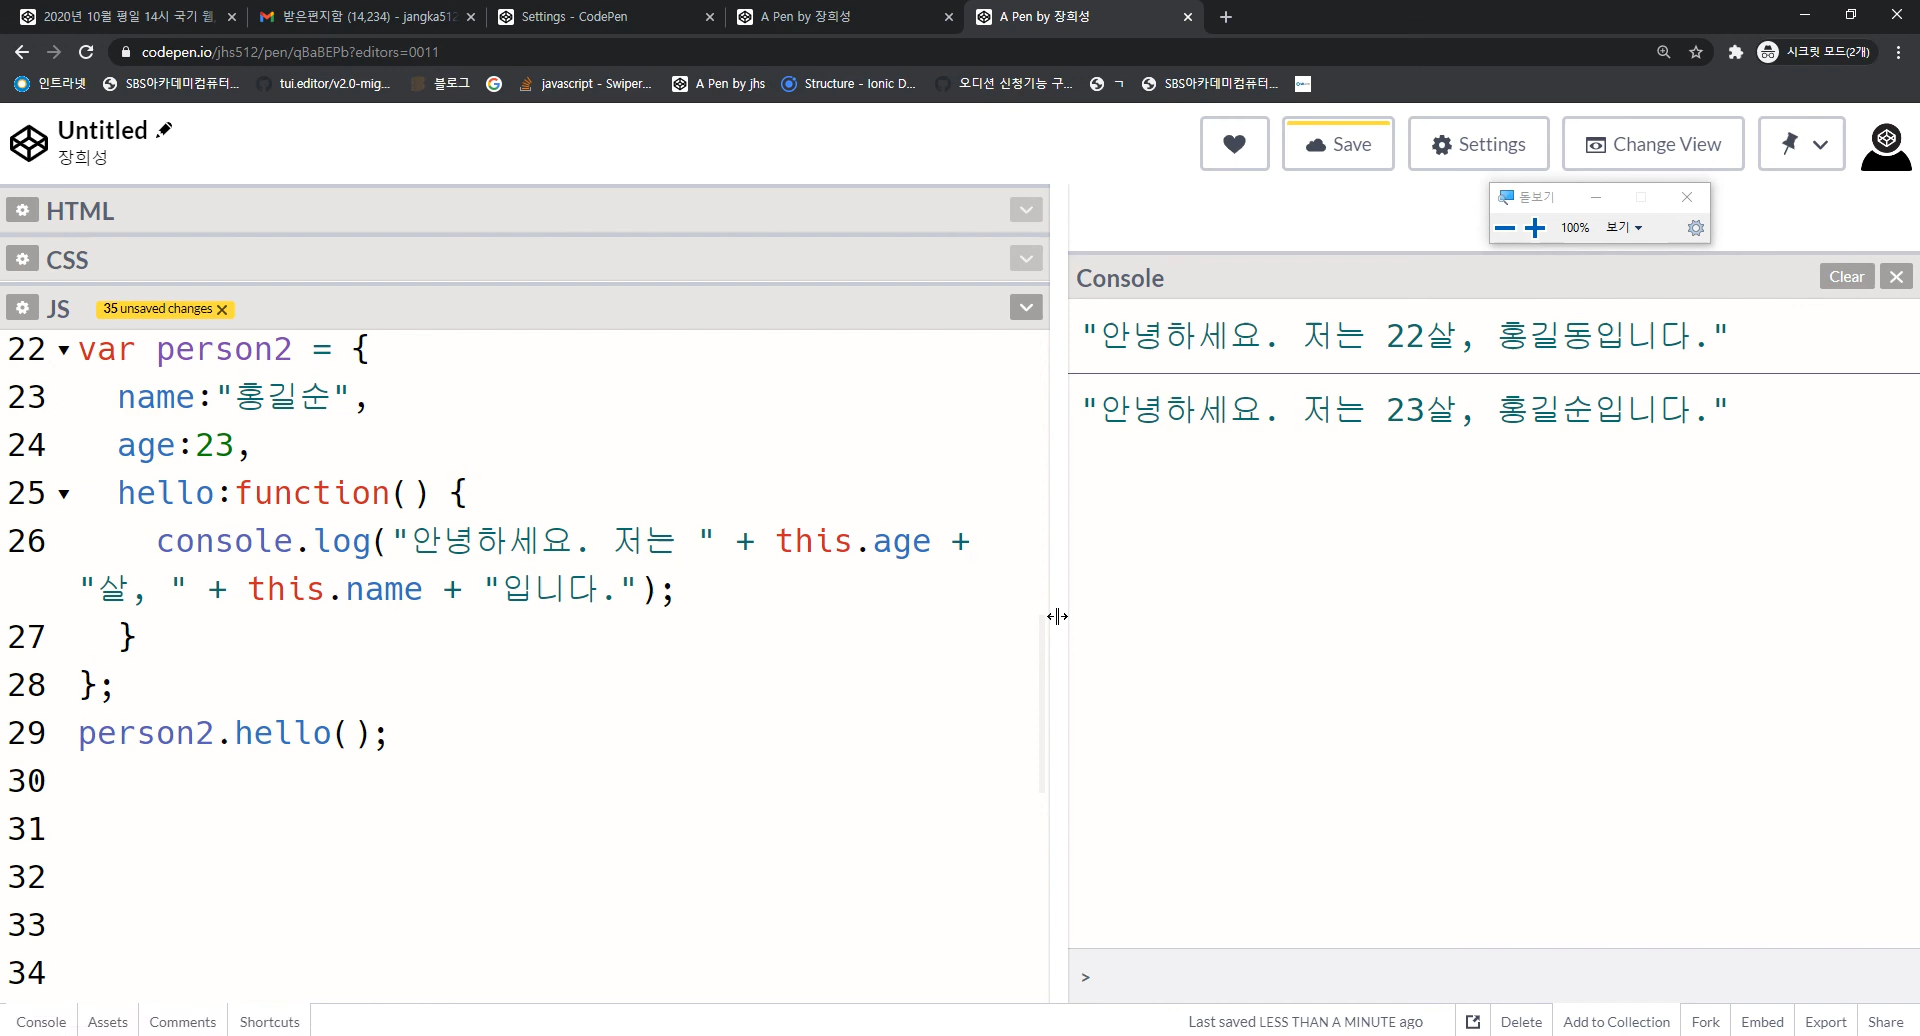 2020년 10월 평일 14시 국기 웹
받은편지함 (14,234) - jangka512
Settings - CodePen
A Pen by 장희성
A Pen by 장희성
codepen.io/jhs512/pen/qBaBEPb?editors=0011
시크릿 모드(2개)
인트라넷
SBS아카데미컴퓨터...
tui.editor/v2.0-mig...
블로그
javascript - Swiper...
A Pen by jhs
Structure - Ionic D...
오디션 신청기능 구...
ㄱ
SBS아카데미컴퓨터...
Untitled
장희성
Save
Settings
Change View
돋보기
100%
보기
HTML
CSS
JS
35 unsaved changes
22 var person2 = {
23 name:"홍길순",
24 age:23,
25 hello:function() {
26 console.log("안녕하세요. 저는 " + this.age +
"살, " + this.name + "입니다.");
27 }
28 };
29 person2.hello();
30
31
32
33
34
Console
Clear
"안녕하세요. 저는 22살, 홍길동입니다."
"안녕하세요. 저는 23살, 홍길순입니다."
>
Console
Assets
Comments
Shortcuts
Last saved LESS THAN A MINUTE ago
Delete
Add to Collection
Fork
Embed
Export
Share